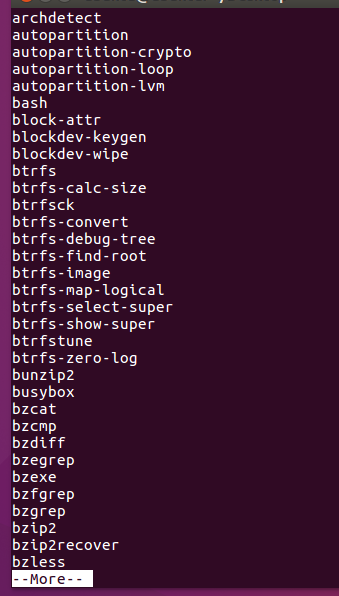 archdetect
autopartition
autopartition-crypto
autopartition-loop
autopartition-lvm
bash
block-attr
blockdev-keygen
blockdev-wipe
btrfs
btrfs-calc-size
btrfsck
btrfs-convert
btrfs-debug-tree
btrfs-find-root
btrfs-image
btrfs-map-logical
btrfs-select-super
btrfs-show-super
btrfstune
btrfs-zero-log
bunzip2
busybox
bzcat
bzcmp
bzdiff
bzegrep
bzexe
bzfgrep
bzgrep
bzip2
bzip2recover
bzless
--More--